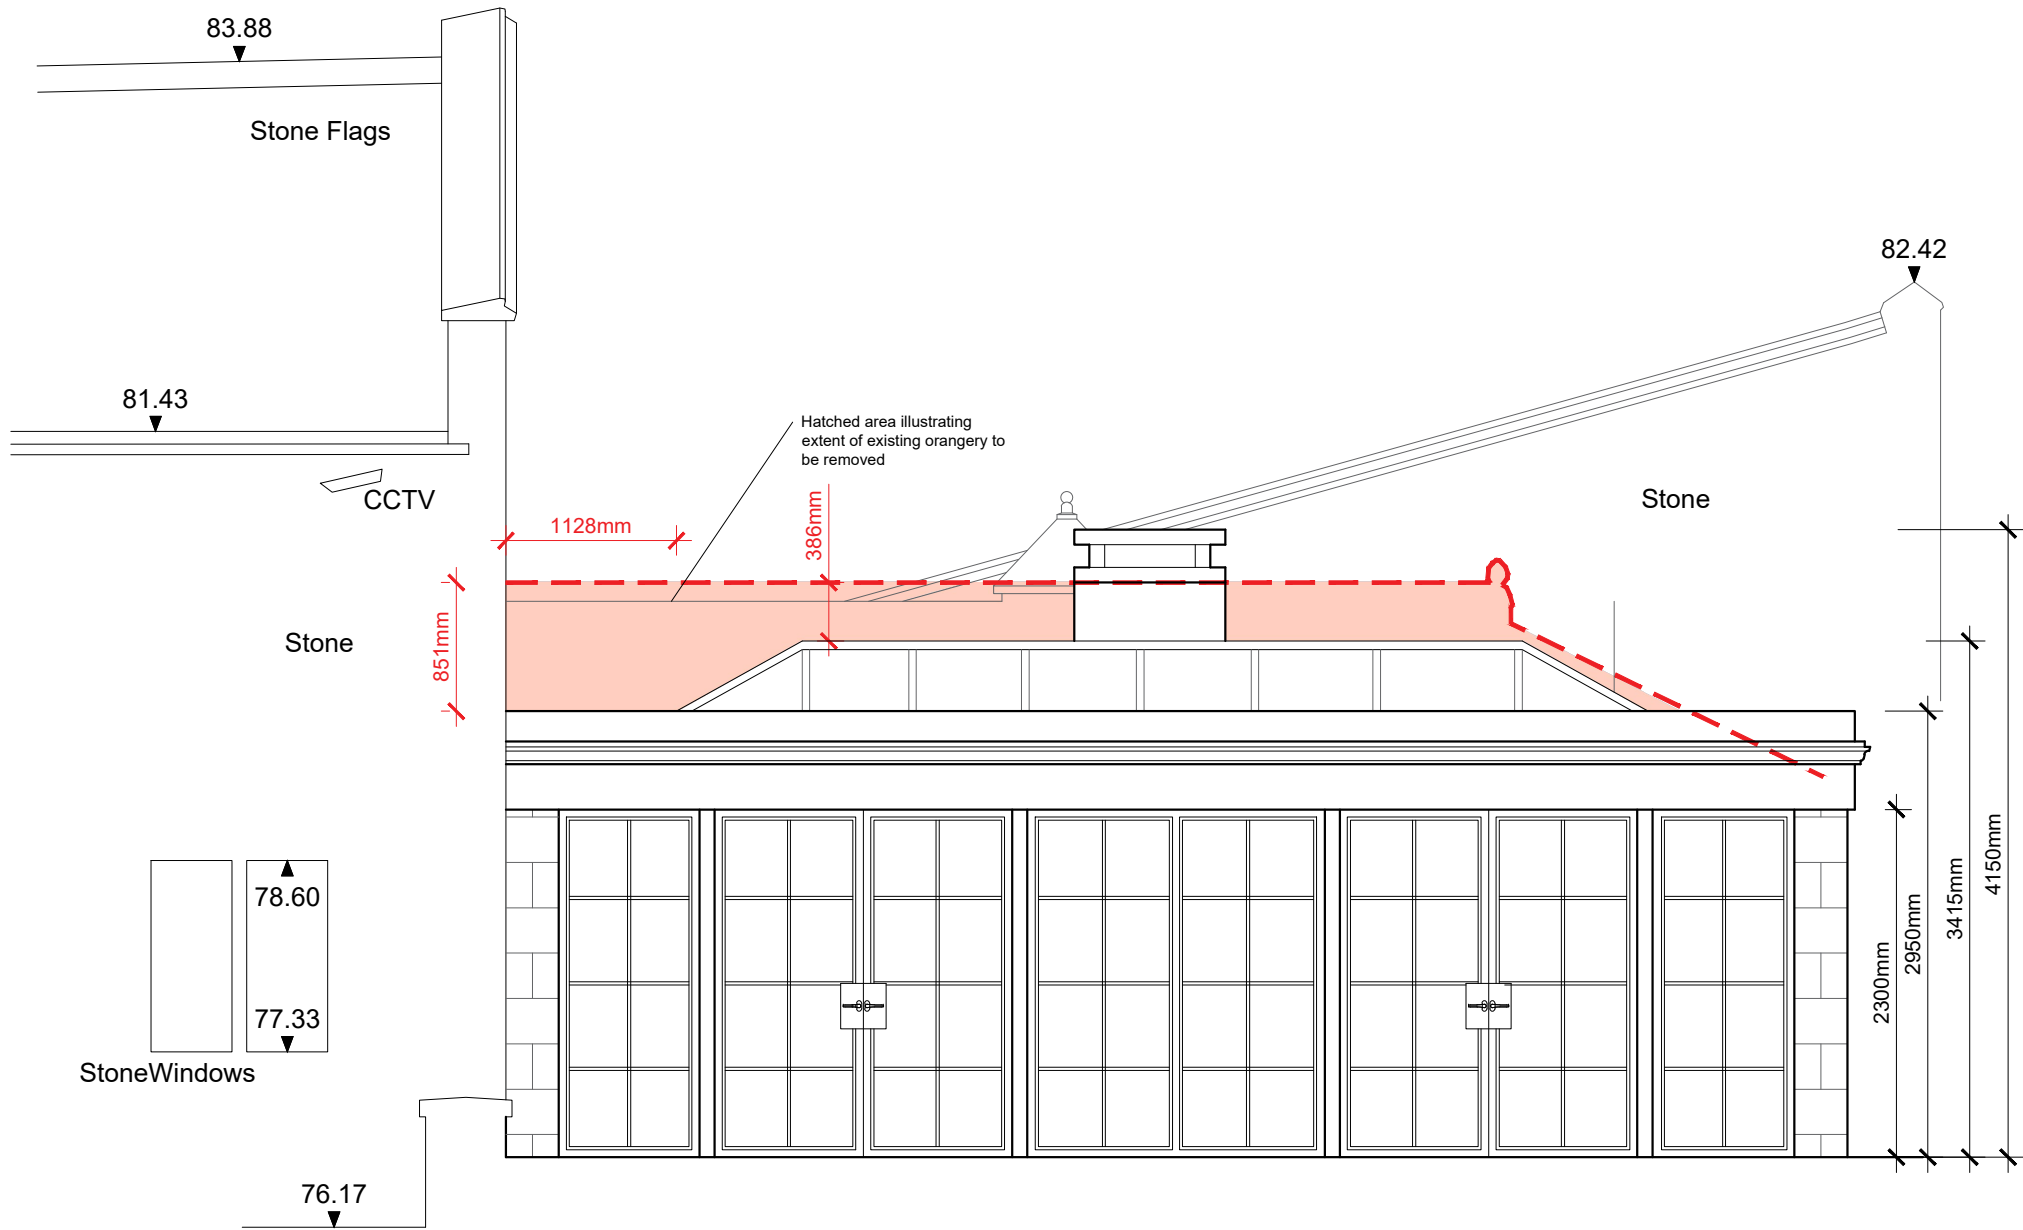 83.88
Stone Flags
82.42
81.43
Hatched area illustrating
extent of existing orangery to
be removed
CCTV
Stone
1128mm
386mm
851mm
Stone
78.60
77.33
StoneWindows
76.17
2300mm
2950mm
3415mm
4150mm